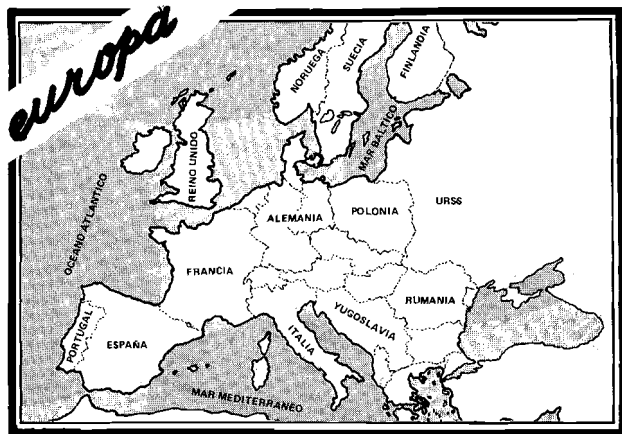 europa
NORUEGA
SUECIA
FINLANDIA
MAR BALTICO
REINO UNIDO
OCEANO ATLANTICO
ALEMANIA
POLONIA
URSS
FRANCIA
RUMANIA
YUGOSLAVIA
PORTUGAL
ESPAÑA
ITALIA
MAR MEDITERRANEO